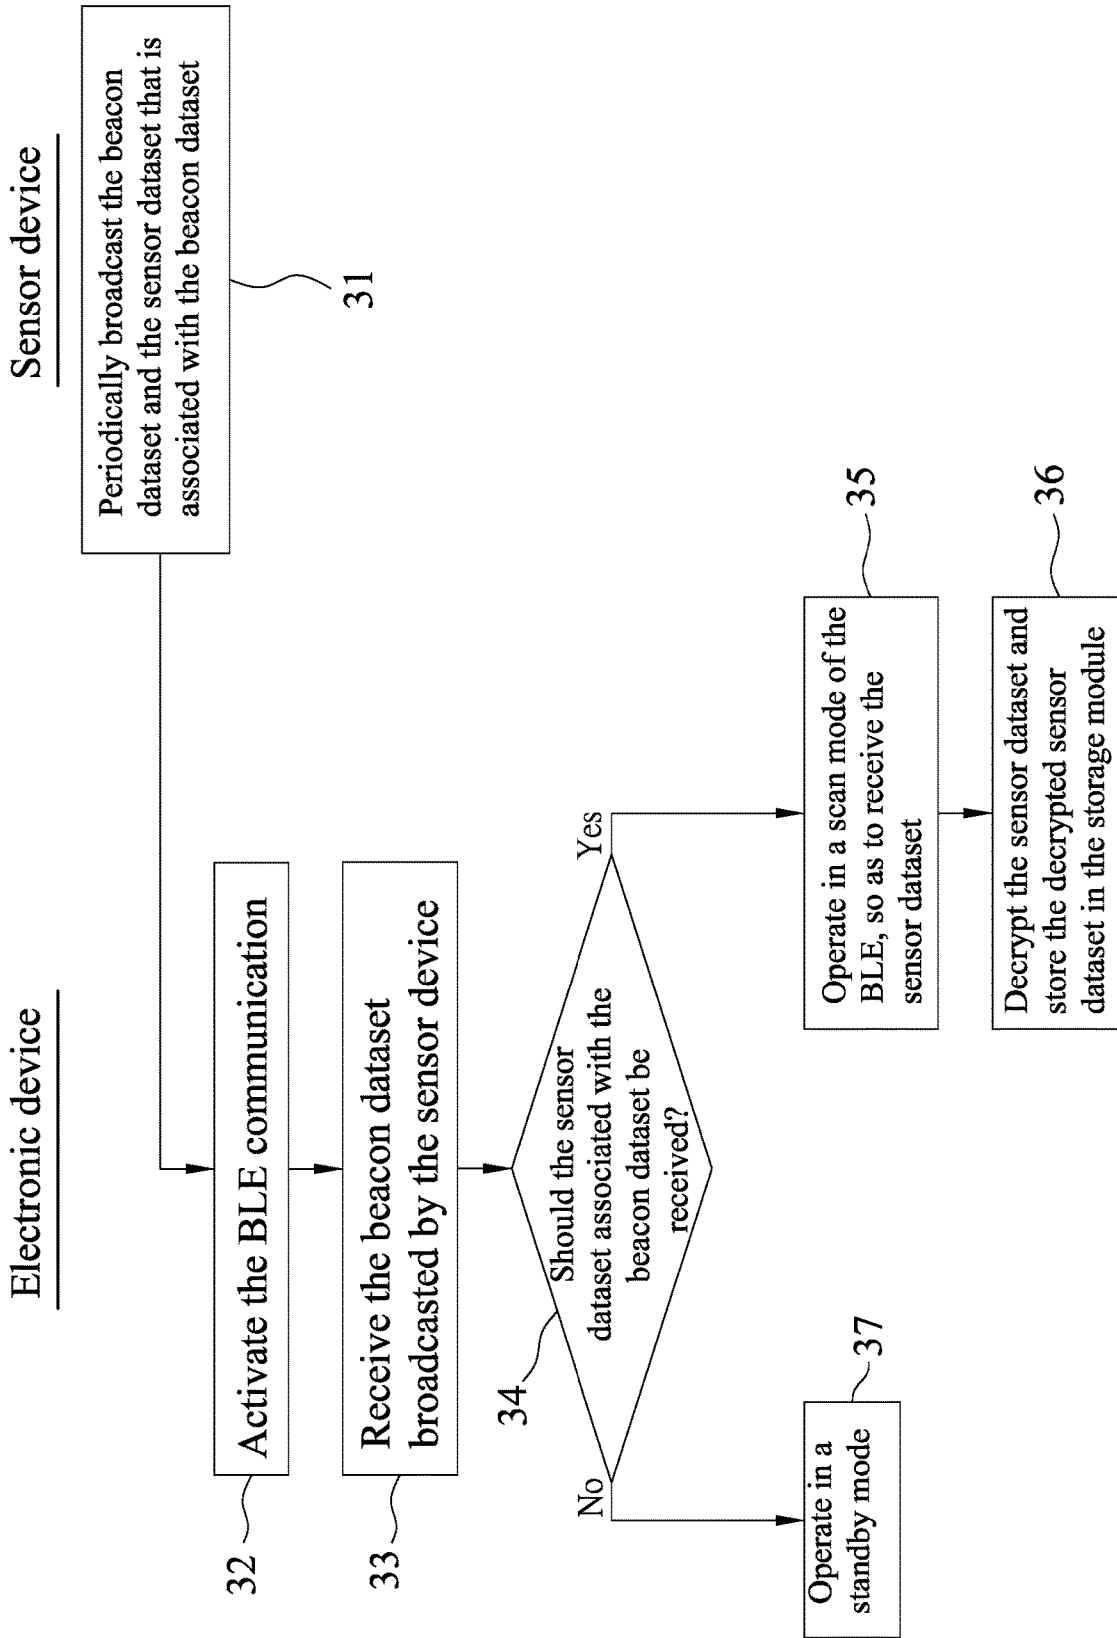 Electronic device
Sensor device
Periodically broadcast the beacon
dataset and the sensor dataset that is
associated with the beacon dataset
31
Activate the BLE communication
32
Receive the beacon dataset
broadcasted by the sensor device
33
Should the sensor
dataset associated with the
beacon dataset be
received?
34
No
Yes
Operate in a scan mode of the
BLE, so as to receive the
sensor dataset
35
Decrypt the sensor dataset and
store the decrypted sensor
dataset in the storage module
36
Operate in a
standby mode
37